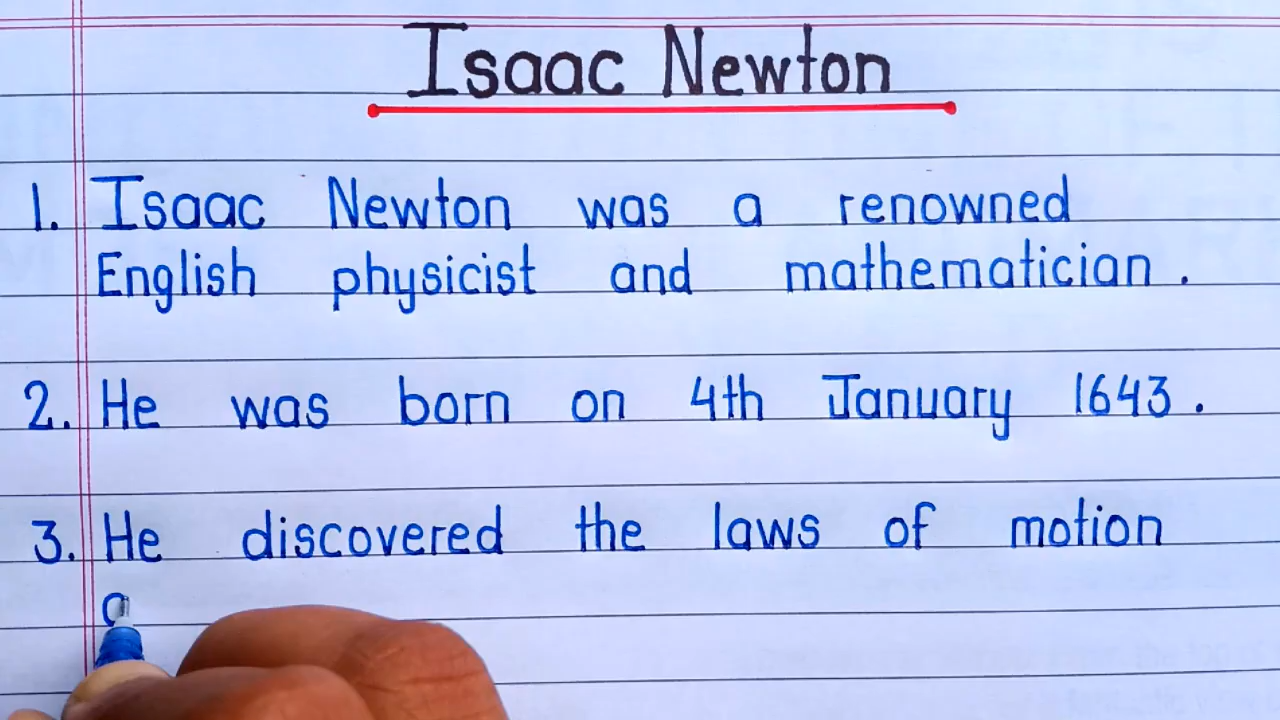 Isaac Newton
1. Isaac Newton was a renowned
English physicist and mathematician.
2. He was born on 4th January 1643.
3. He discovered the laws of motion